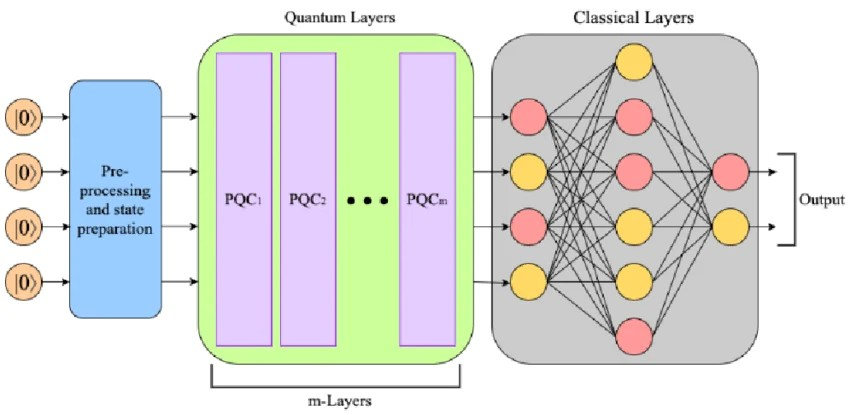 Quantum Layers
Classical Layers
|0⟩
|0⟩
|0⟩
|0⟩
Pre-
processing
and state
preparation
PQC₁
PQC₂
PQCₘ
Output
m-Layers